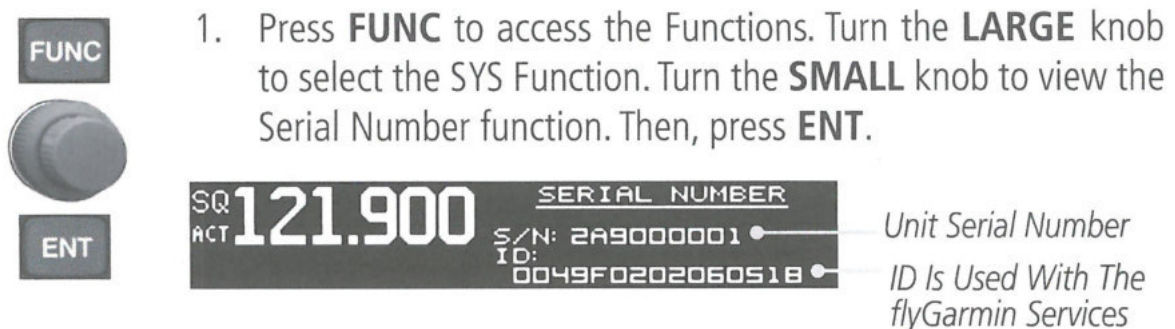 FUNC
ENT
1. Press FUNC to access the Functions. Turn the LARGE knob
to select the SYS Function. Turn the SMALL knob to view the
Serial Number function. Then, press ENT.
SQ 121.900
ACT
SERIAL NUMBER
S/N: 2A9000001
ID:
0049F020206051B
Unit Serial Number
ID Is Used With The
flyGarmin Services